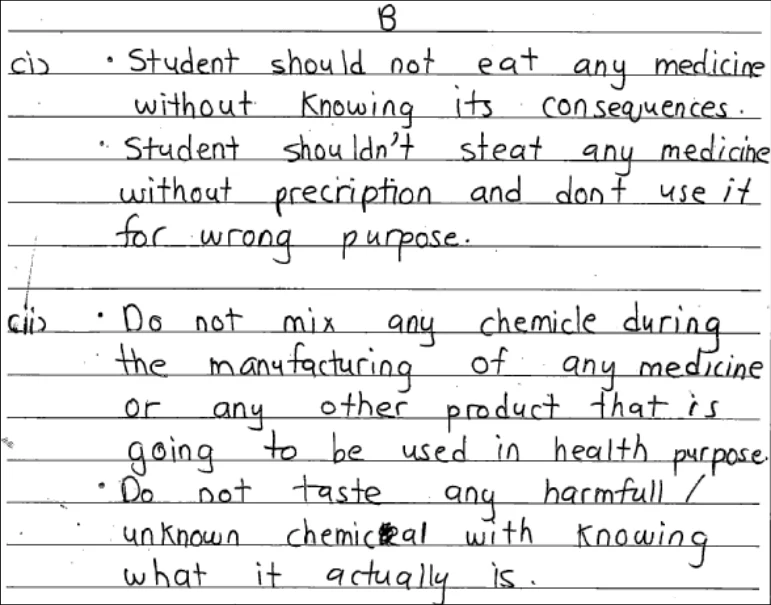 B
(i) · Student should not eat any medicine
without knowing its consequences.
· Student shouldn't steat any medicine
without precription and don't use it
for wrong purpose.
(ii) · Do not mix any chemicle during
the manufacturing of any medicine
or any other product that is
going to be used in health purpose.
· Do not taste any harmfull /
unknown chemical with knowing
what it actually is.